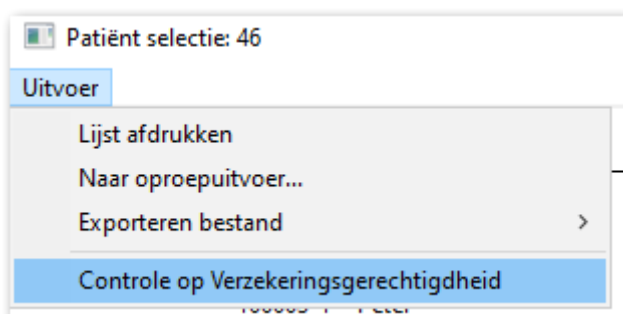 Patiënt selectie: 46
Uitvoer
Lijst afdrukken
Naar oproepuitvoer...
Exporteren bestand
Controle op Verzekeringsgerechtigdheid